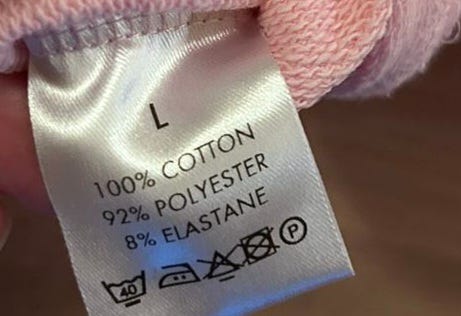 L
100% COTTON
92% POLYESTER
8% ELASTANE
40 P